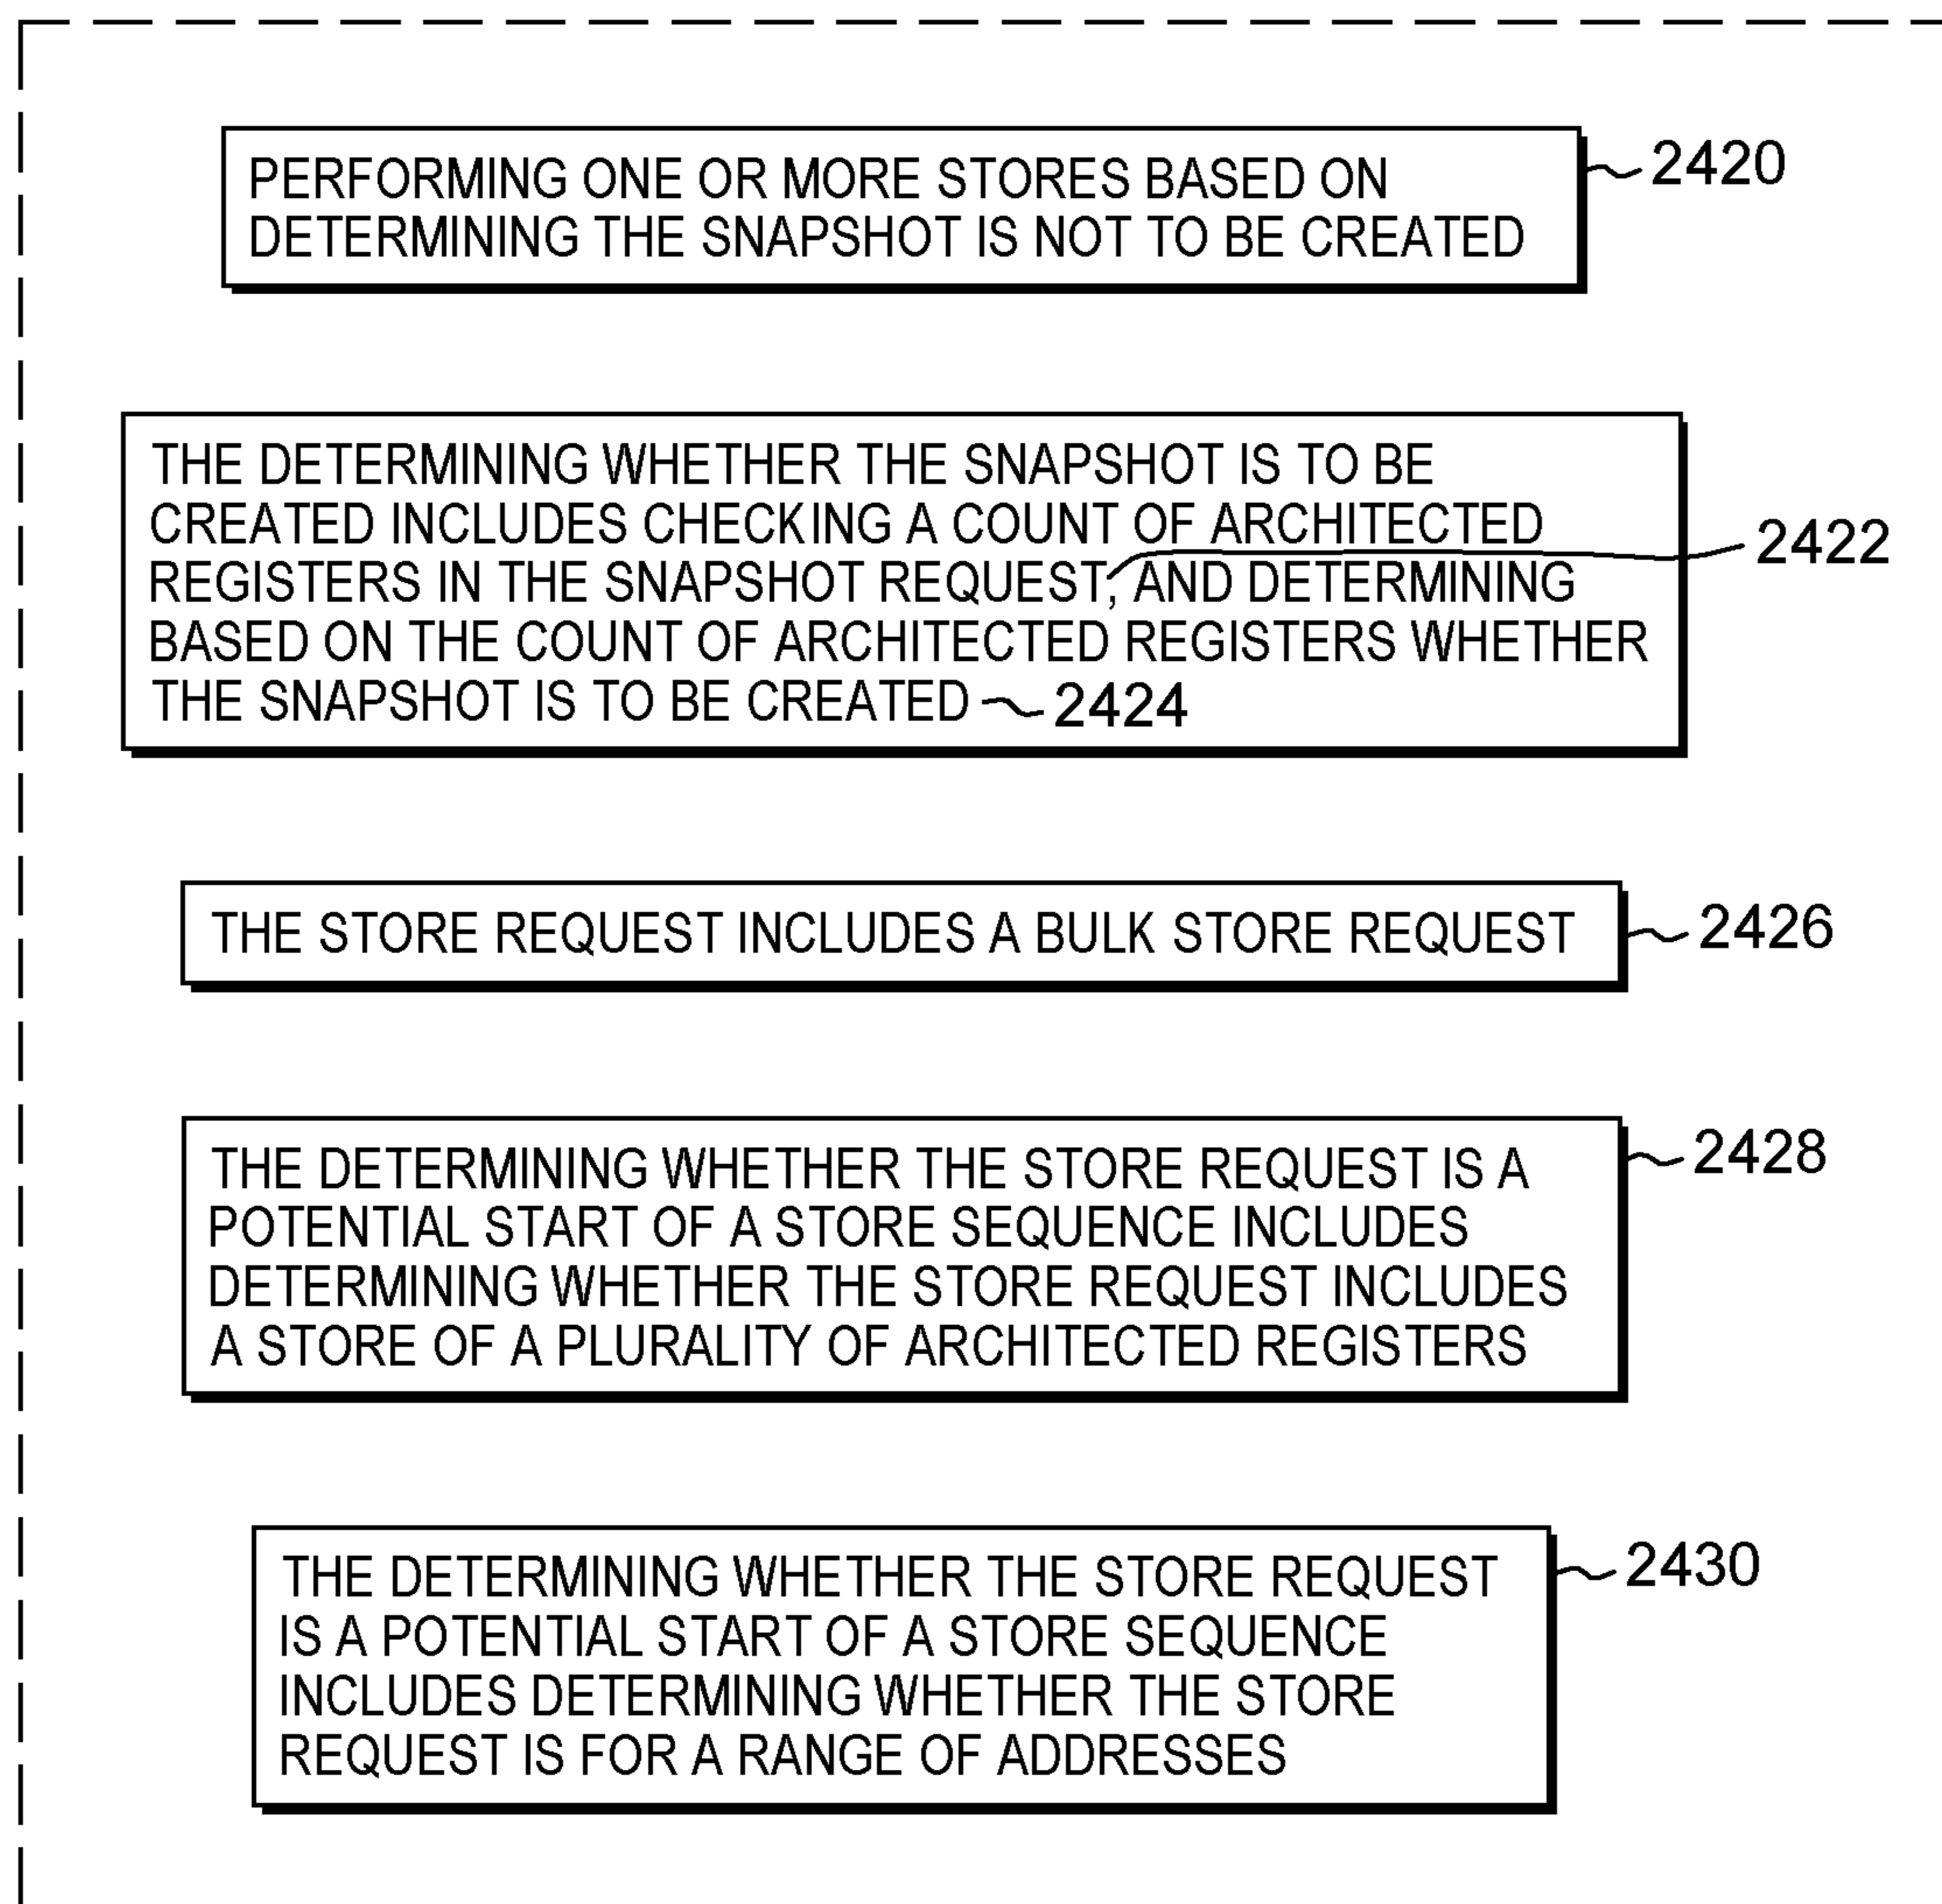 PERFORMING ONE OR MORE STORES BASED ON
DETERMINING THE SNAPSHOT IS NOT TO BE CREATED
2420
THE DETERMINING WHETHER THE SNAPSHOT IS TO BE
CREATED INCLUDES CHECKING A COUNT OF ARCHITECTED
REGISTERS IN THE SNAPSHOT REQUEST, AND DETERMINING
BASED ON THE COUNT OF ARCHITECTED REGISTERS WHETHER
THE SNAPSHOT IS TO BE CREATED 2424
2422
THE STORE REQUEST INCLUDES A BULK STORE REQUEST
2426
THE DETERMINING WHETHER THE STORE REQUEST IS A
POTENTIAL START OF A STORE SEQUENCE INCLUDES
DETERMINING WHETHER THE STORE REQUEST INCLUDES
A STORE OF A PLURALITY OF ARCHITECTED REGISTERS
2428
THE DETERMINING WHETHER THE STORE REQUEST
IS A POTENTIAL START OF A STORE SEQUENCE
INCLUDES DETERMINING WHETHER THE STORE
REQUEST IS FOR A RANGE OF ADDRESSES
2430